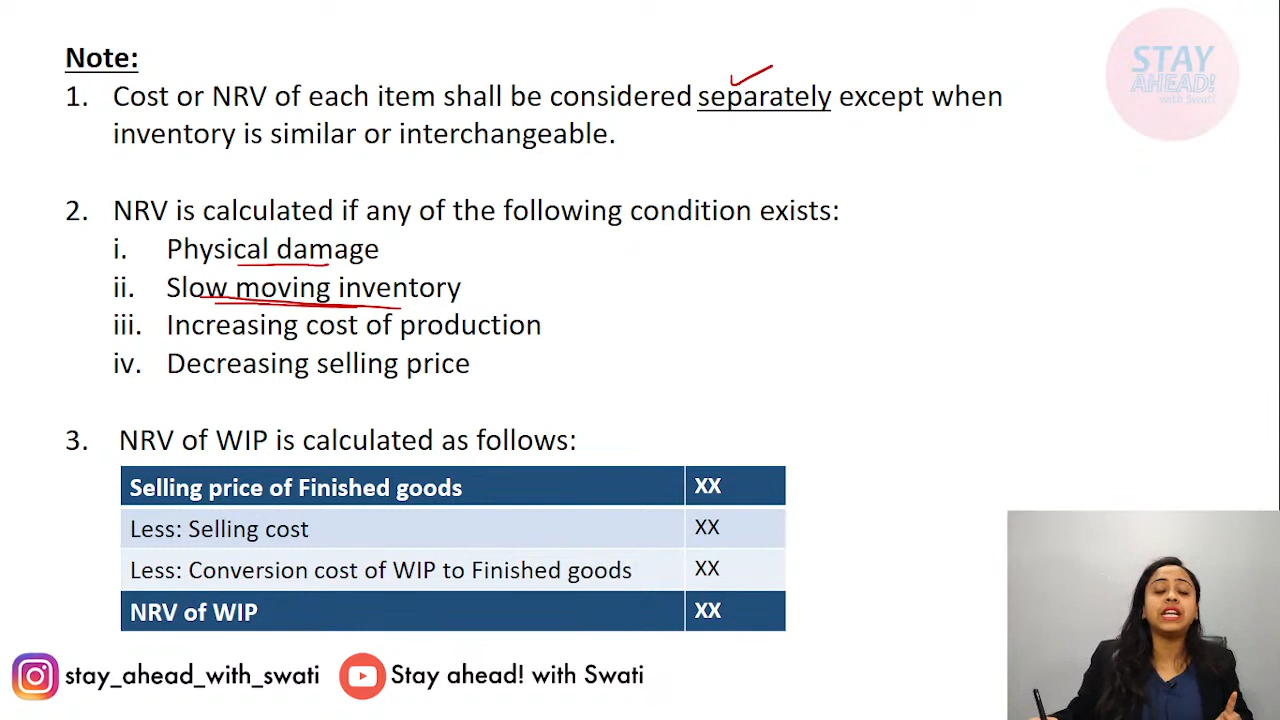 Note:
STAY
AHEAD!
with Swati
1. Cost or NRV of each item shall be considered separately except when
inventory is similar or interchangeable.
2. NRV is calculated if any of the following condition exists:
i. Physical damage
ii. Slow moving inventory
iii. Increasing cost of production
iv. Decreasing selling price
3. NRV of WIP is calculated as follows:
Selling price of Finished goods XX
Less: Selling cost XX
Less: Conversion cost of WIP to Finished goods XX
NRV of WIP XX
stay_ahead_with_swati Stay ahead! with Swati